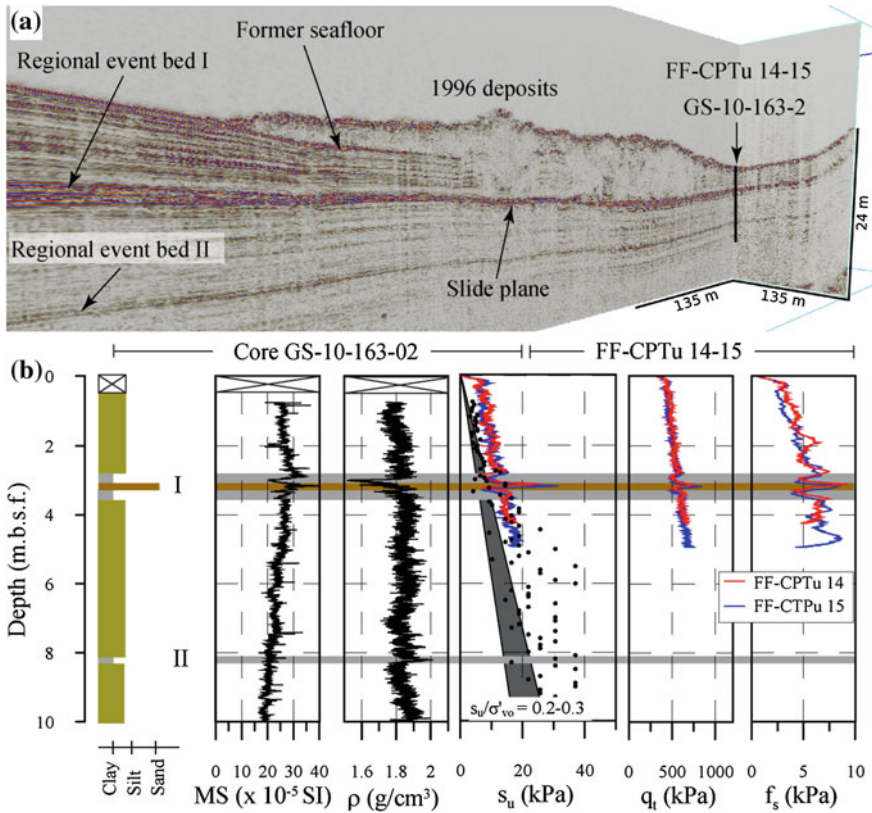 (a)
Former seafloor
Regional event bed I
1996 deposits
FF-CPTu 14-15
GS-10-163-2
Regional event bed II
Slide plane
24 m
135 m
135 m
(b)
Core GS-10-163-02
FF-CPTu 14-15
Depth (m.b.s.f.)
0
2
4
6
8
10
I
II
Clay
Silt
Sand
0 20 40
MS (x 10⁻⁵ SI)
1.6 1.8 2
ρ (g/cm³)
sᵤ/σ'ᵥₒ = 0.2-0.3
0 20 40
sᵤ (kPa)
FF-CPTu 14
FF-CTPu 15
0 500 1000
qₜ (kPa)
0 5 10
fₛ (kPa)